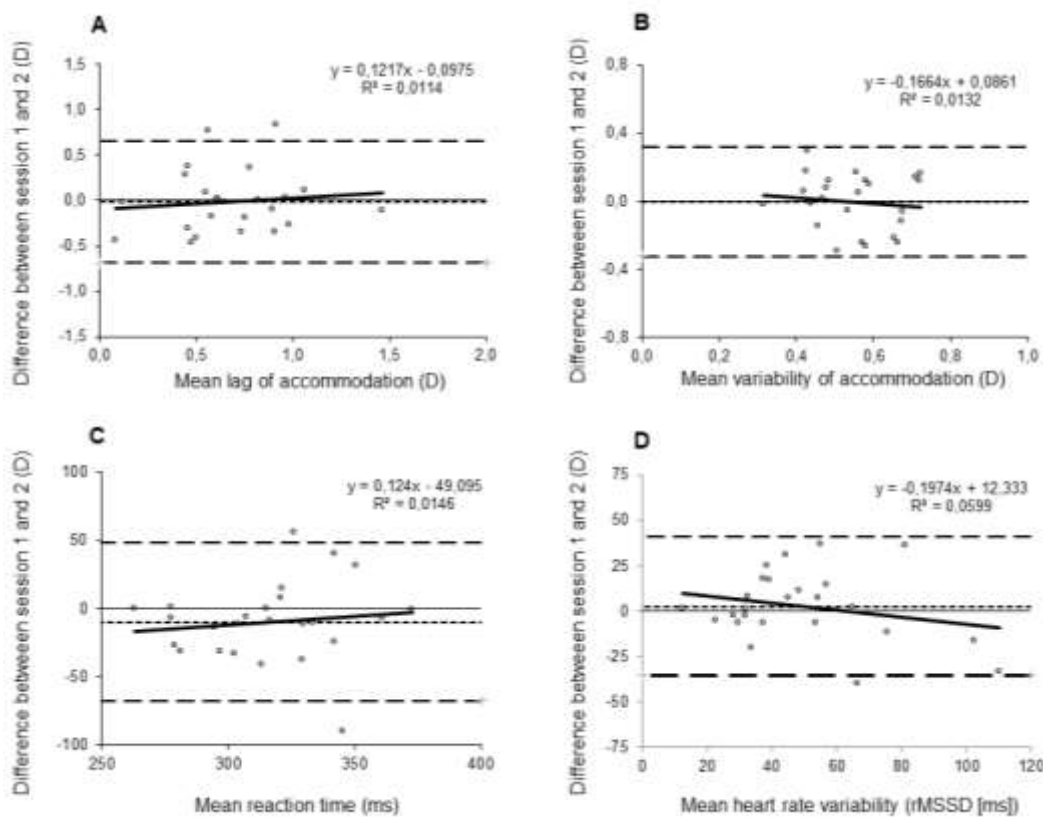 A
Difference betweeen session 1 and 2 (D)
1,5
1,0
0,5
0,0
-0,5
-1,0
-1,5
y = 0,1217x - 0,0975
R² = 0,0114
0,0
0,5
1,0
1,5
2,0
Mean lag of accommodation (D)
B
Difference betweeen session 1 and 2 (D)
0,8
0,4
0,0
-0,4
-0,8
y = -0,1664x + 0,0861
R² = 0,0132
0,0
0,2
0,4
0,6
0,8
1,0
Mean variability of accommodation (D)
C
Difference betweeen session 1 and 2 (D)
100
50
0
-50
-100
y = 0,124x - 49,095
R² = 0,0146
250
300
350
400
Mean reaction time (ms)
D
Difference betweeen session 1 and 2 (D)
75
50
25
0
-25
-50
-75
y = -0,1974x + 12,333
R² = 0,0599
0
20
40
60
80
100
120
Mean heart rate variability (rMSSD [ms])